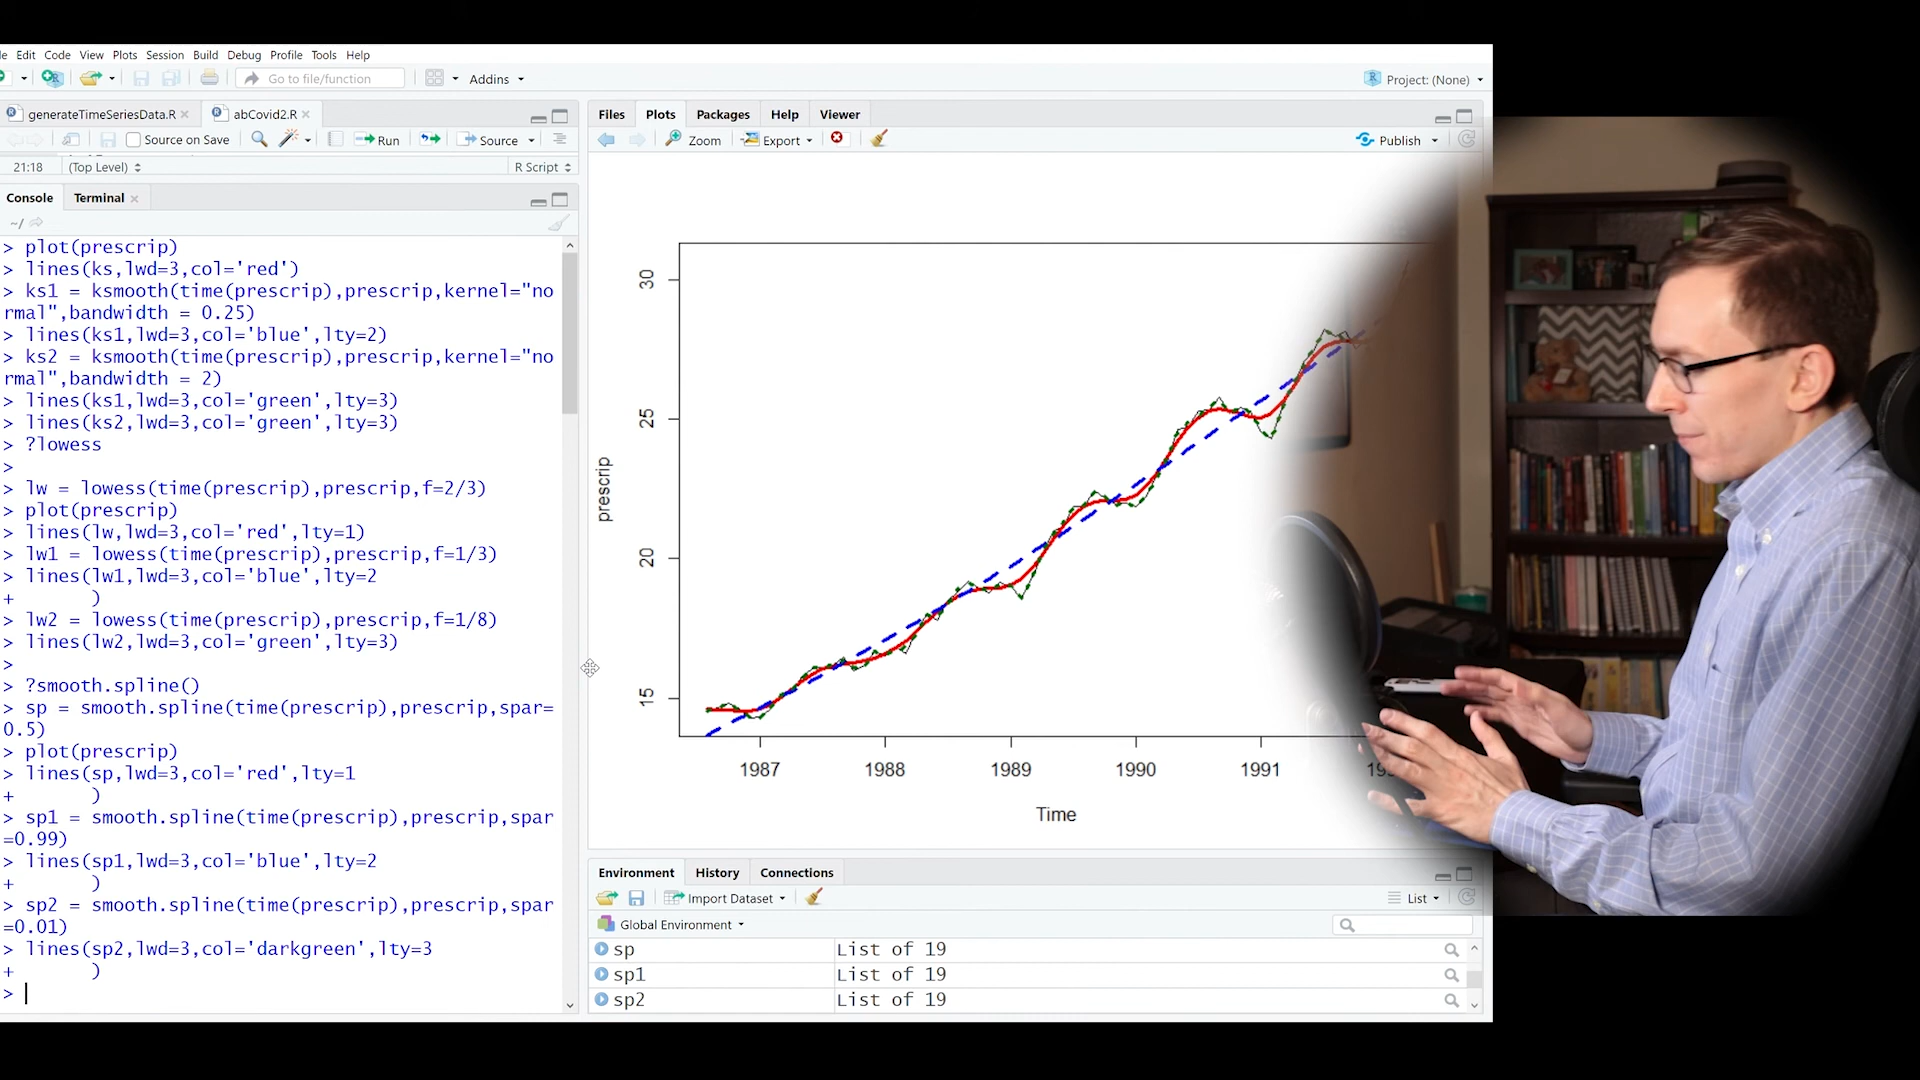 Edit Code View Plots Session Build Debug Profile Tools Help
Go to file/function Addins Project: (None)
generateTimeSeriesData.R abCovid2.R
Source on Save Run Source
21:18 (Top Level) R Script
Console Terminal
~/
> plot(prescrip)
> lines(ks,lwd=3,col='red')
> ks1 = ksmooth(time(prescrip),prescrip,kernel="no
rmal",bandwidth = 0.25)
> lines(ks1,lwd=3,col='blue',lty=2)
> ks2 = ksmooth(time(prescrip),prescrip,kernel="no
rmal",bandwidth = 2)
> lines(ks1,lwd=3,col='green',lty=3)
> lines(ks2,lwd=3,col='green',lty=3)
> ?lowess
>
> lw = lowess(time(prescrip),prescrip,f=2/3)
> plot(prescrip)
> lines(lw,lwd=3,col='red',lty=1)
> lw1 = lowess(time(prescrip),prescrip,f=1/3)
> lines(lw1,lwd=3,col='blue',lty=2
+ )
> lw2 = lowess(time(prescrip),prescrip,f=1/8)
> lines(lw2,lwd=3,col='green',lty=3)
>
> ?smooth.spline()
> sp = smooth.spline(time(prescrip),prescrip,spar=
0.5)
> plot(prescrip)
> lines(sp,lwd=3,col='red',lty=1
+ )
> sp1 = smooth.spline(time(prescrip),prescrip,spar
=0.99)
> lines(sp1,lwd=3,col='blue',lty=2
+ )
> sp2 = smooth.spline(time(prescrip),prescrip,spar
=0.01)
> lines(sp2,lwd=3,col='darkgreen',lty=3
+ )
>
Files Plots Packages Help Viewer
Zoom Export Publish
30
25
20
15
prescrip
1987 1988 1989 1990 1991
Time
Environment History Connections
Import Dataset List
Global Environment
sp List of 19
sp1 List of 19
sp2 List of 19